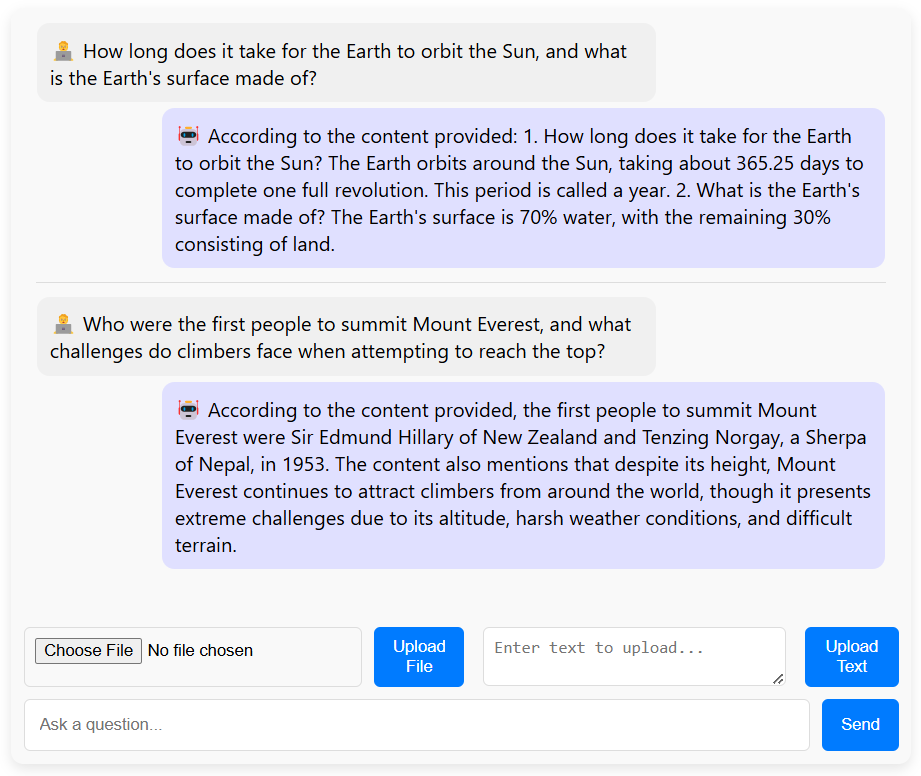 How long does it take for the Earth to orbit the Sun, and what
is the Earth's surface made of?
According to the content provided: 1. How long does it take for the Earth
to orbit the Sun? The Earth orbits around the Sun, taking about 365.25 days to
complete one full revolution. This period is called a year. 2. What is the Earth's
surface made of? The Earth's surface is 70% water, with the remaining 30%
consisting of land.
Who were the first people to summit Mount Everest, and what
challenges do climbers face when attempting to reach the top?
According to the content provided, the first people to summit Mount
Everest were Sir Edmund Hillary of New Zealand and Tenzing Norgay, a Sherpa
of Nepal, in 1953. The content also mentions that despite its height, Mount
Everest continues to attract climbers from around the world, though it presents
extreme challenges due to its altitude, harsh weather conditions, and difficult
terrain.
Choose File No file chosen
Upload
File
Enter text to upload...
Upload
Text
Ask a question...
Send